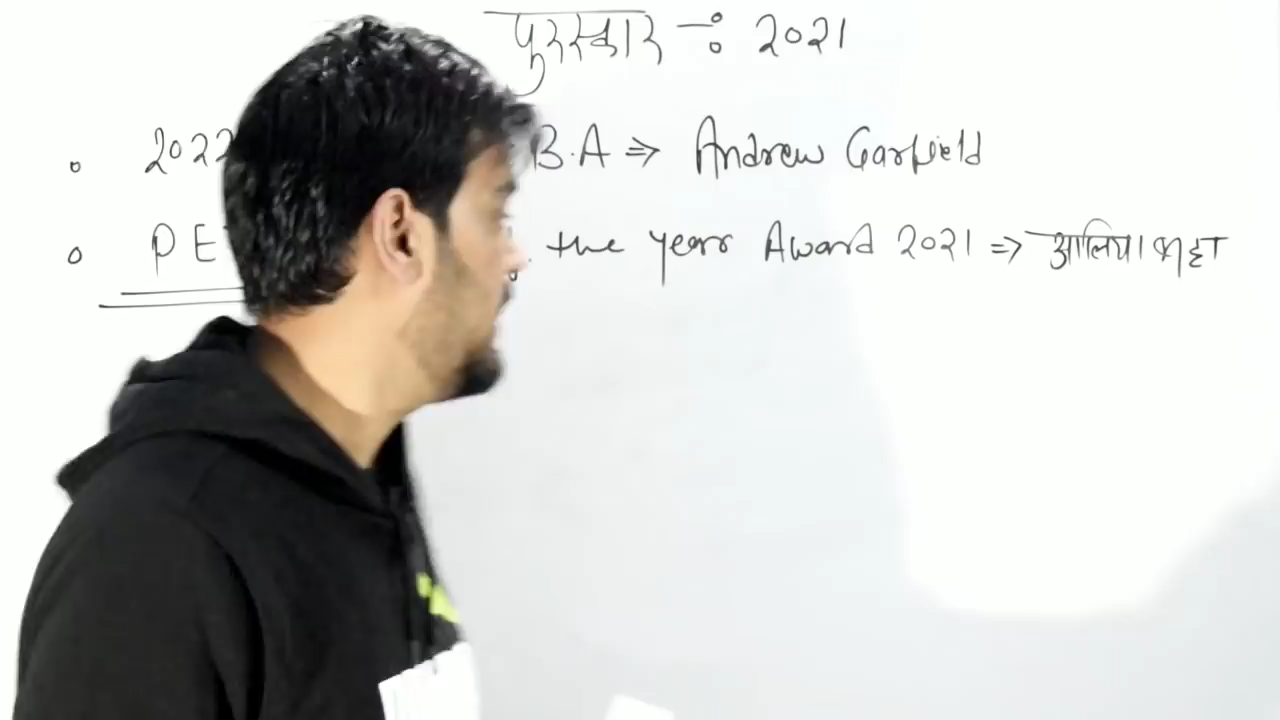 पुरस्कार -: 2021
• 2022 B.A ⇒ Andrew Garfield
• PE the year Award 2021 ⇒ आलिया भट्ट